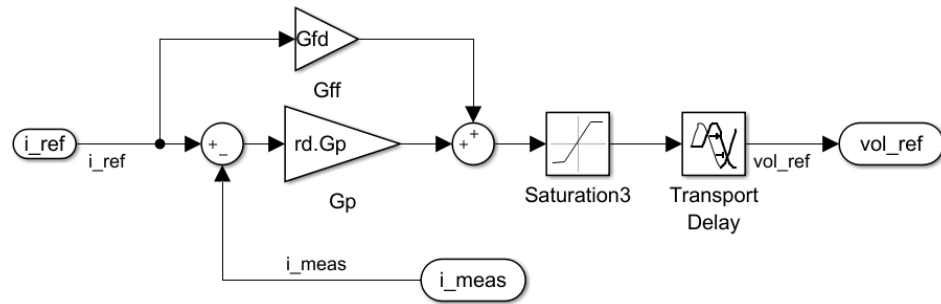 Gfd
Gff
i_ref
i_ref
+
−
rd.Gp
Gp
+
+
Saturation3
Transport
Delay
vol_ref
vol_ref
i_meas
i_meas